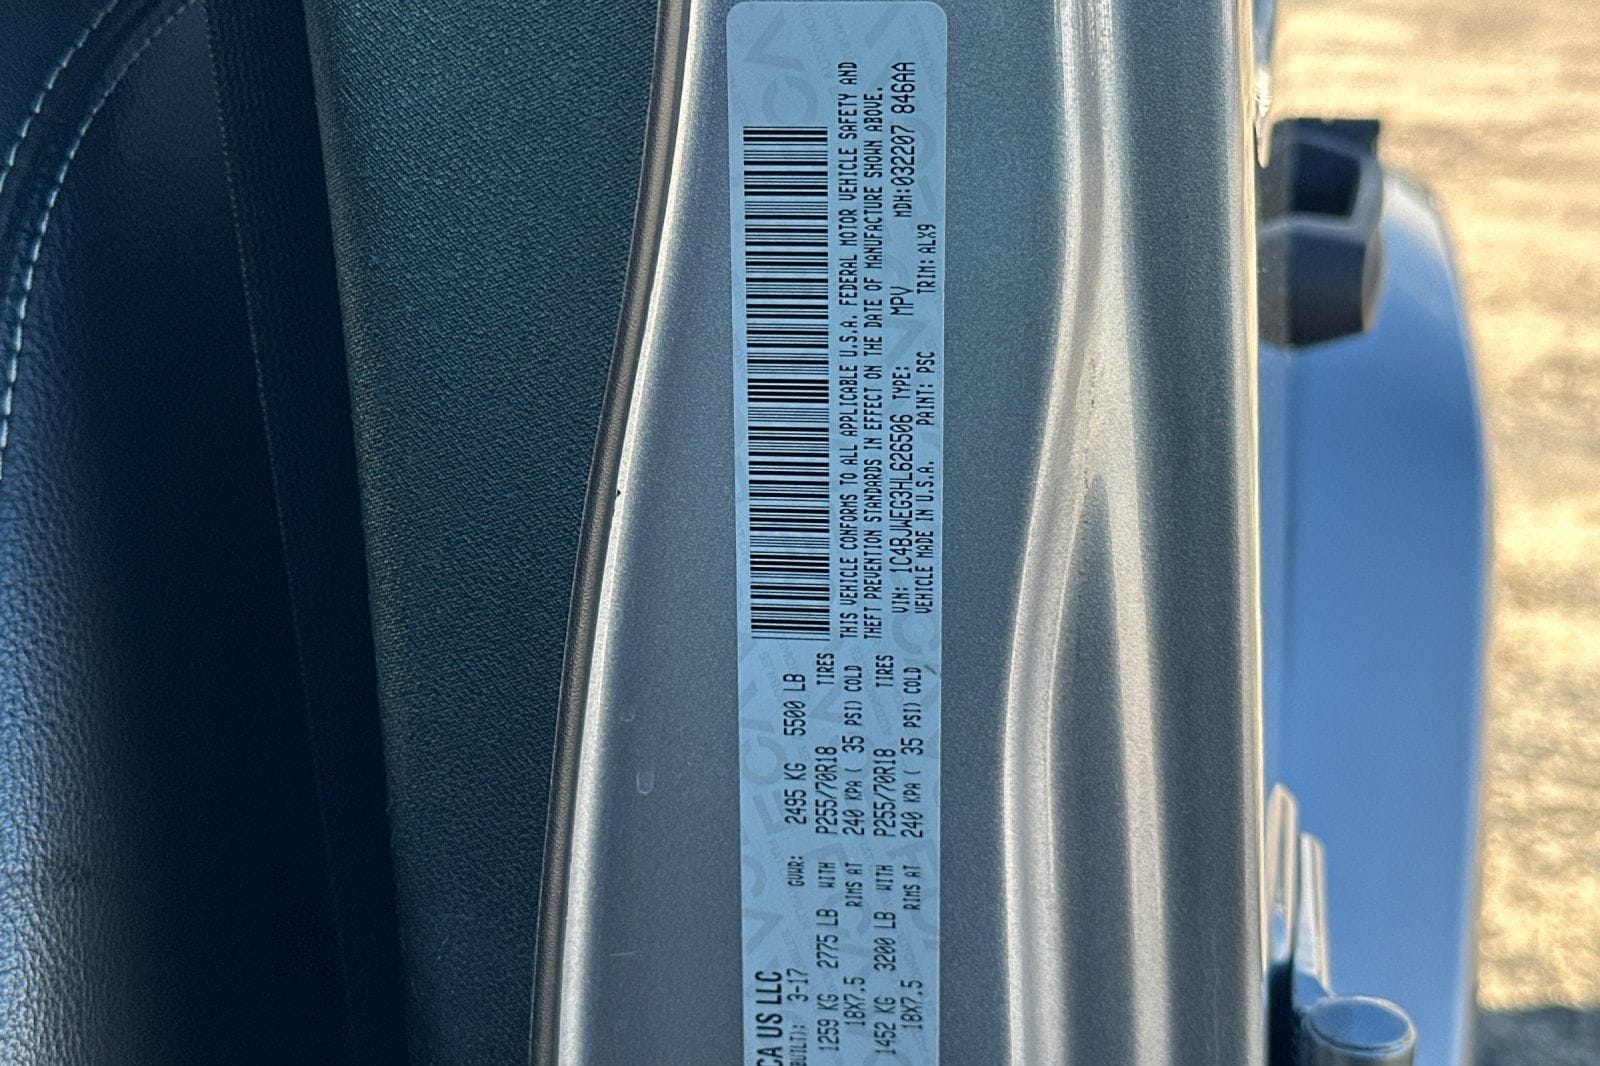 CA US LLC
BUILT): 3-17 GVWR: 2495 KG 5500 LB
1259 KG 2775 LB WITH P255/70R18 TIRES
18X7.5 RIMS AT 240 KPA ( 35 PSI) COLD
1452 KG 3200 LB WITH P255/70R18 TIRES
18X7.5 RIMS AT 240 KPA ( 35 PSI) COLD
THIS VEHICLE CONFORMS TO ALL APPLICABLE U.S.A. FEDERAL MOTOR VEHICLE SAFETY AND
THEFT PREVENTION STANDARDS IN EFFECT ON THE DATE OF MANUFACTURE SHOWN ABOVE.
VIN: 1C4BJWEG3HL626506 TYPE: MPV MDH:032207 846AA
VEHICLE MADE IN U.S.A. PAINT: PSC TRIM: ALX9